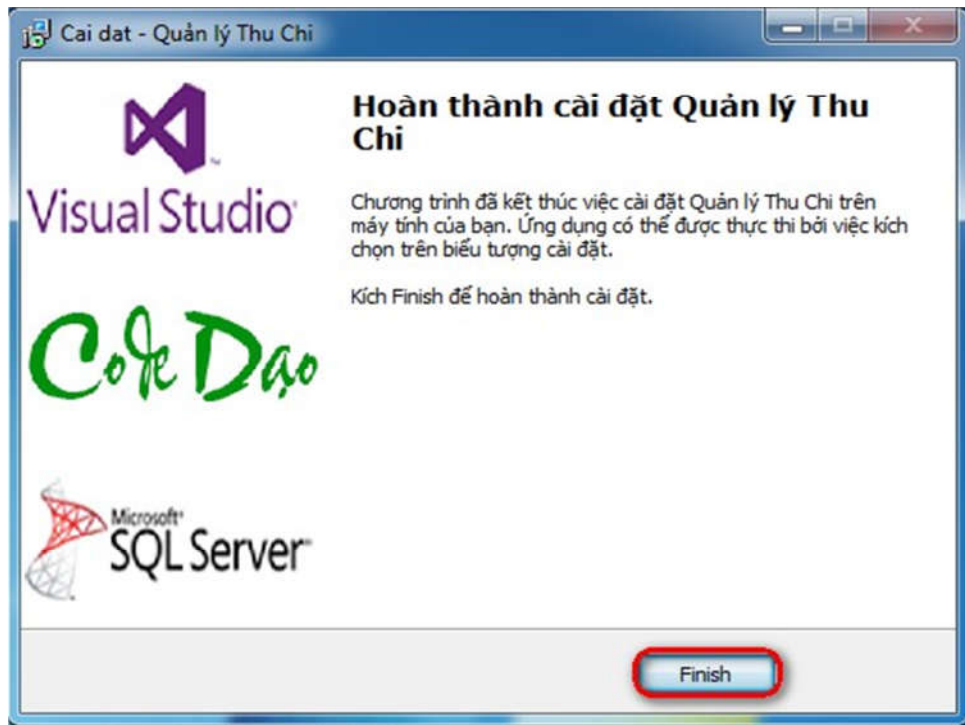 Cai dat - Quản lý Thu Chi
Visual Studio
Code Dạo
Microsoft
SQL Server
Hoàn thành cài đặt Quản lý Thu
Chi
Chương trình đã kết thúc việc cài đặt Quản lý Thu Chi trên
máy tính của bạn. Ứng dụng có thể được thực thi bởi việc kích
chọn trên biểu tượng cài đặt.
Kích Finish để hoàn thành cài đặt.
Finish